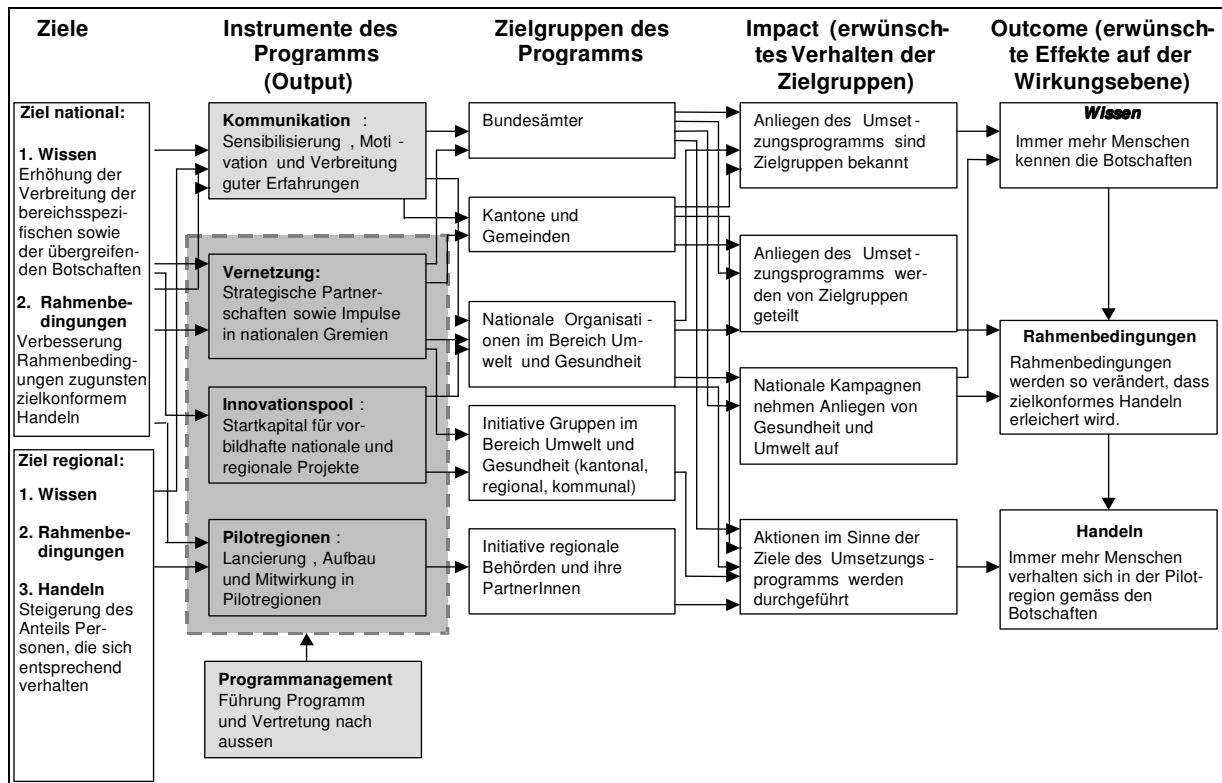 Ziele
Instrumente des
Programms
(Output)
Zielgruppen des
Programms
Impact (erwünsch-
tes Verhalten der
Zielgruppen)
Outcome (erwünsch-
te Effekte auf der
Wirkungsebene)
Ziel national:
1. Wissen
Erhöhung der
Verbreitung der
bereichsspezi-
fischen sowie
der übergreifen-
den Botschaften
2. Rahmenbe-
dingungen
Verbesserung
Rahmenbeding-
ungen zugunsten
zielkonformem
Handeln
Ziel regional:
1. Wissen
2. Rahmenbe-
dingungen
3. Handeln
Steigerung des
Anteils Per-
sonen, die sich
entsprechend
verhalten
Kommunikation :
Sensibilisierung , Moti -
vation und Verbreitung
guter Erfahrungen
Vernetzung:
Strategische Partner-
schaften sowie Impulse
in nationalen Gremien
Innovationspool :
Startkapital für vor-
bildhafte nationale und
regionale Projekte
Pilotregionen :
Lancierung , Aufbau
und Mitwirkung in
Pilotregionen
Programmanagement
Führung Programm
und Vertretung nach
aussen
Bundesämter
Kantone und
Gemeinden
Nationale Organisati -
onen im Bereich Um-
welt und Gesundheit
Initiative Gruppen im
Bereich Umwelt und
Gesundheit (kantonal,
regional, kommunal)
Initiative regionale
Behörden und ihre
PartnerInnen
Anliegen des Umset -
zungsprogramms sind
Zielgruppen bekannt
Anliegen des Umset -
zungsprogramms wer-
den von Zielgruppen
geteilt
Nationale Kampagnen
nehmen Anliegen von
Gesundheit und
Umwelt auf
Aktionen im Sinne der
Ziele des Umsetzungs -
programms werden
durchgeführt
Wissen
Immer mehr Menschen
kennen die Botschaften
Rahmenbedingungen
Rahmenbedingungen
werden so verändert, dass
zielkonformes Handeln
erleichert wird.
Handeln
Immer mehr Menschen
verhalten sich in der Pilot-
region gemäss den
Botschaften